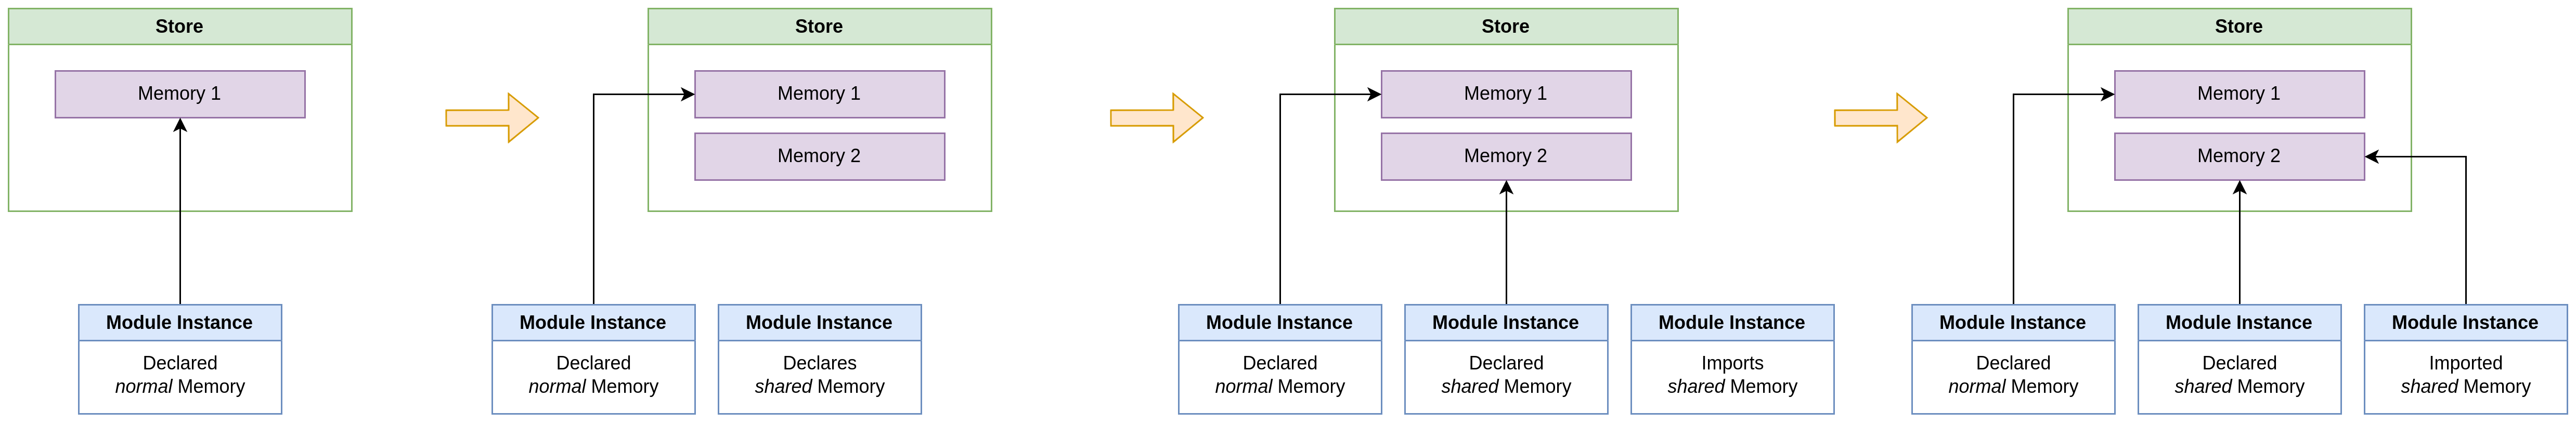 Store
Memory 1
Module Instance
Declared
normal Memory
Store
Memory 1
Memory 2
Module Instance
Declared
normal Memory
Module Instance
Declares
shared Memory
Store
Memory 1
Memory 2
Module Instance
Declared
normal Memory
Module Instance
Declared
shared Memory
Module Instance
Imports
shared Memory
Store
Memory 1
Memory 2
Module Instance
Declared
normal Memory
Module Instance
Declared
shared Memory
Module Instance
Imported
shared Memory